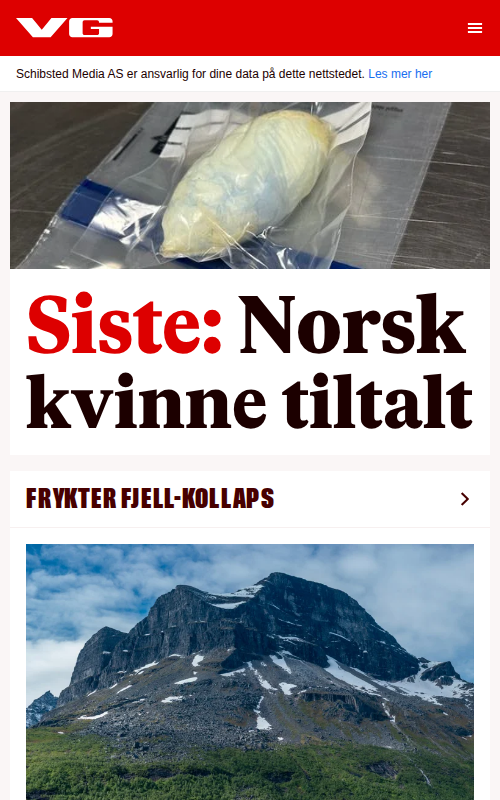 VG
Schibsted Media AS er ansvarlig for dine data på dette nettstedet. Les mer her
Siste: Norsk
kvinne tiltalt
FRYKTER FJELL-KOLLAPS